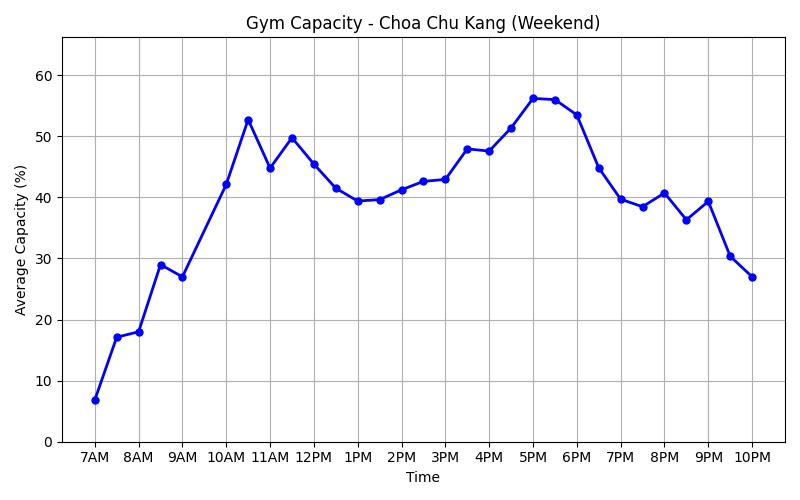 Gym Capacity - Choa Chu Kang (Weekend)
Average Capacity (%)
60
50
40
30
20
10
0
7AM 8AM 9AM 10AM 11AM 12PM 1PM 2PM 3PM 4PM 5PM 6PM 7PM 8PM 9PM 10PM
Time